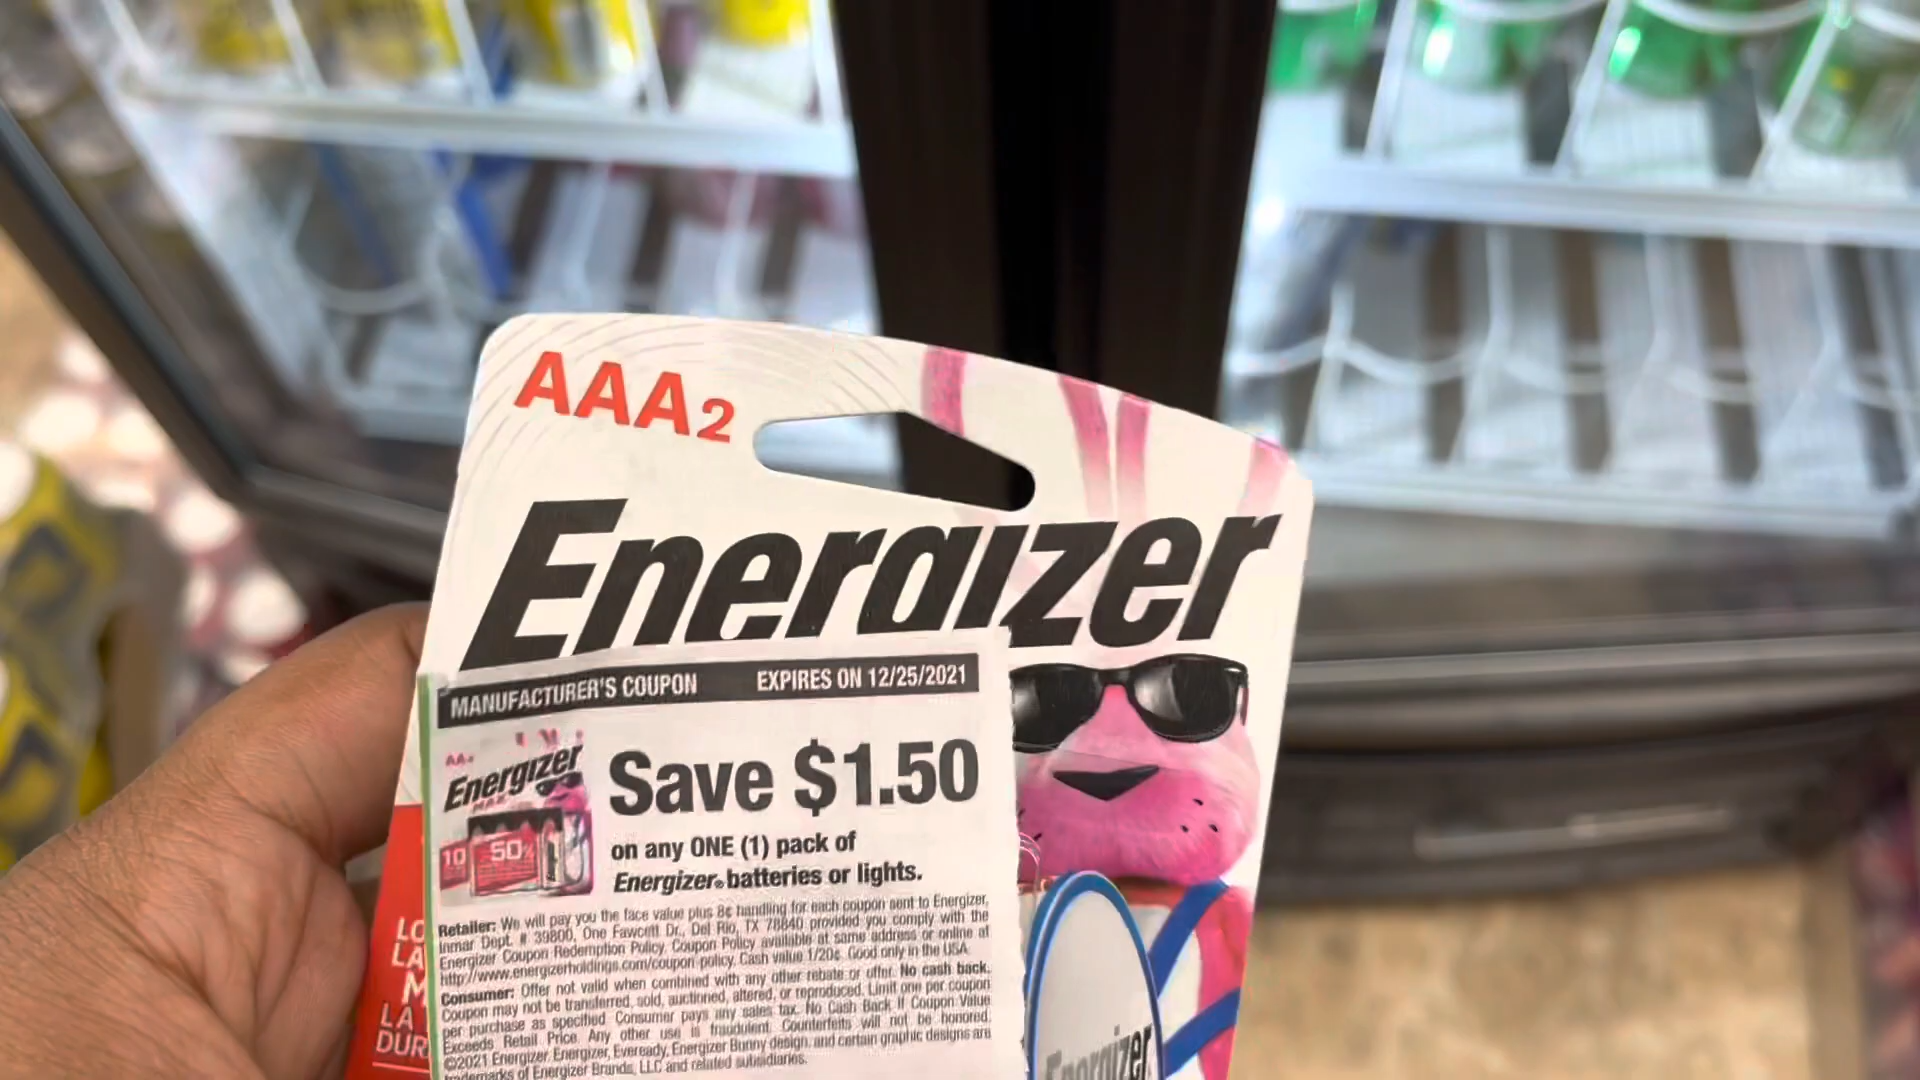 AAA2
Energizer
MANUFACTURER'S COUPON EXPIRES ON 12/25/2021
AA4
Energizer
MAX
10 50%
Save $1.50
on any ONE (1) pack of
Energizer® batteries or lights.
Retailer: We will pay you the face value plus 8¢ handling for each coupon sent to Energizer,
Inmar Dept. # 39800, One Fawcett Dr., Del Rio, TX 78840 provided you comply with the
Energizer Coupon Redemption Policy. Coupon Policy available at same address or online at
http://www.energizerholdings.com/coupon-policy. Cash value 1/20¢. Good only in the USA
Consumer: Offer not valid when combined with any other rebate or offer. No cash back.
Coupon may not be transferred, sold, auctioned, altered, or reproduced. Limit one per coupon
per purchase as specified. Consumer pays any sales tax. No Cash Back If Coupon Value
Exceeds Retail Price. Any other use is fraudulent. Counterfeits will not be honored.
©2021 Energizer. Energizer, Eveready, Energizer Bunny design, and certain graphic designs are
trademarks of Energizer Brands, LLC and related subsidiaries.
LO
LA
M
LA
DUR
Energizer